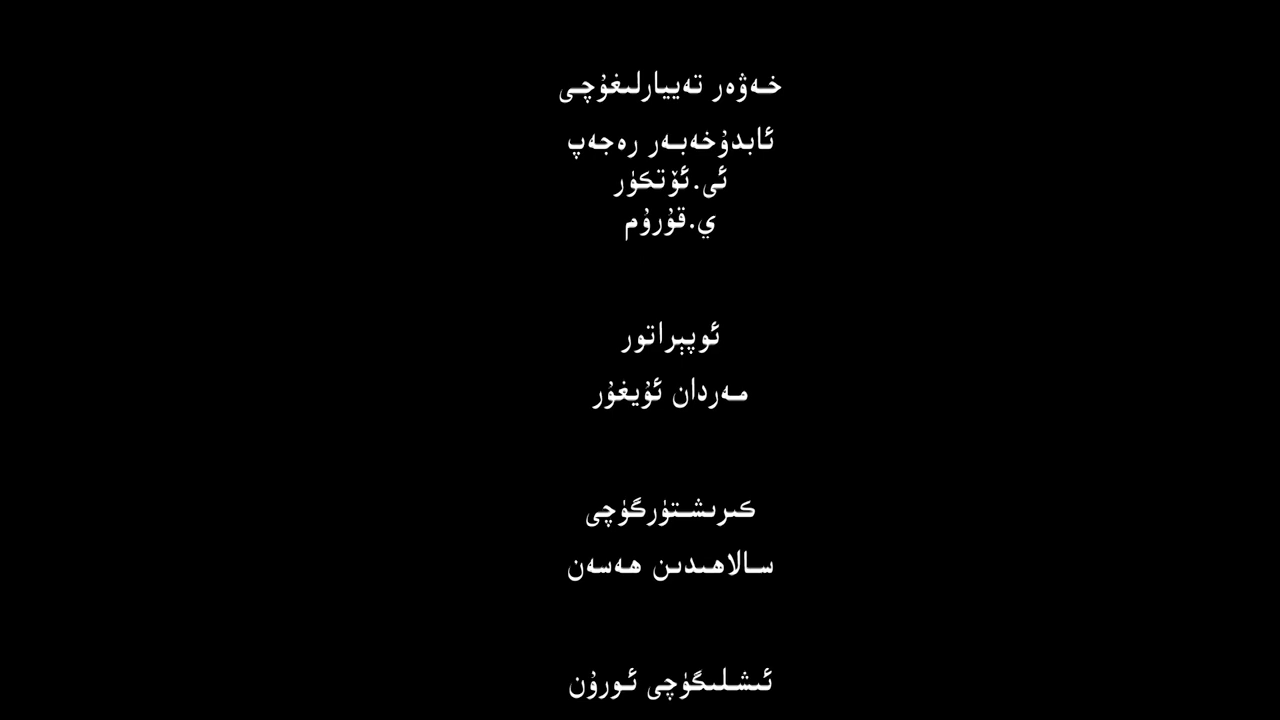 خەۋەر تەييارلىغۇچى
ئابدۇخەبەر رەجەپ
ئى.ئۆتكۈر
ي.قۇرۇم
ئوپېراتور
مەردان ئۇيغۇر
كىرىشتۈرگۈچى
سالاھىدىن ھەسەن
ئىشلىگۈچى ئورۇن